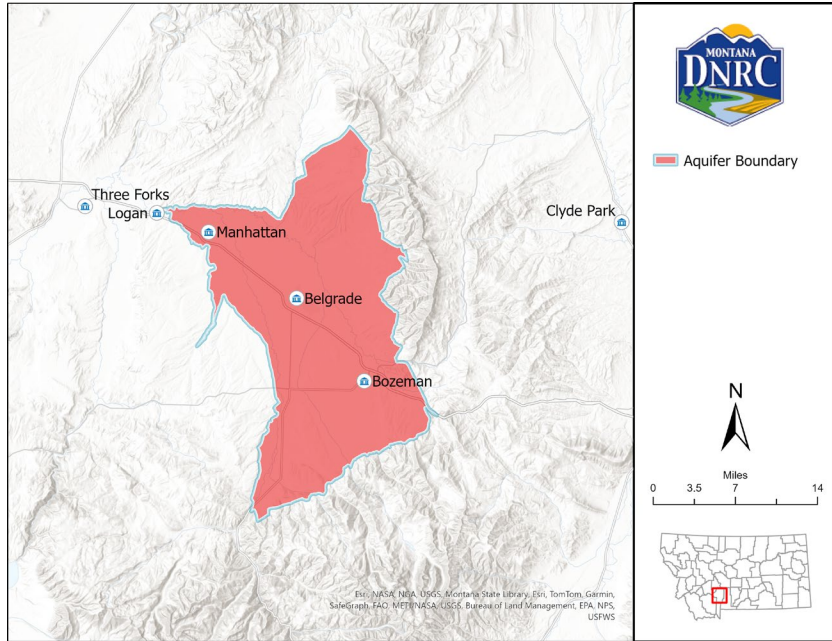 Three Forks
Logan
Manhattan
Belgrade
Bozeman
Clyde Park
Esri, NASA, NGA, USGS, Montana State Library, Esri, TomTom, Garmin,
SafeGraph, FAO, METI/NASA, USGS, Bureau of Land Management, EPA, NPS,
USFWS
MONTANA
DNRC
Aquifer Boundary
N
Miles
0 3.5 7 14